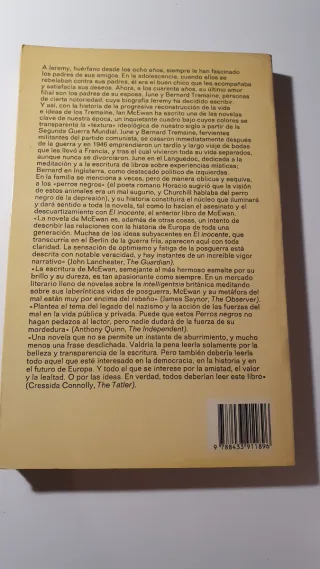 A Jeremy, huérfano desde los ocho años, siempre le han fascinado
los padres de sus amigos. En la adolescencia, cuando ellos se
rebelaban contra sus padres, él era el buen chico que les acompañaba
y satisfacía sus deseos. Ahora, a los cuarenta años, su último amor
filial son los padres de su esposa, June y Bernard Tremaine, personas
de cierta notoriedad, cuya biografía Jeremy ha decidido escribir.
Y así, con la historia de la progresiva reconstrucción de la vida
e ideas de los Tremaine, Ian McEwan ha escrito una de las novelas
clave de nuestra época, un inquietante cuadro bajo cuyos colores se
transparenta la «textura» ideológica de nuestro siglo a partir de la
Segunda Guerra Mundial. June y Bernard Tremaine, fervientes
militantes del partido comunista, se casaron inmediatamente después
de la guerra y en 1946 emprendieron un tardío y largo viaje de bodas
que les llevó a Francia, y tras el cual vivieron toda su vida separados,
aunque nunca se divorciaron. June en el Languedoc, dedicada a la
meditación y a la escritura de libros sobre experiencias místicas;
Bernard en Inglaterra, como destacado político de izquierdas.
En la familia se menciona a veces, pero de manera oblicua y esquiva,
a los «perros negros» (el poeta romano Horacio sugirió que la visión
de estos animales era un mal augurio, y Churchill hablaba del perro
negro de la depresión), y su historia constituirá el núcleo que iluminará
y dará sentido a toda la novela, tal como lo hacían el asesinato y el
descuartizamiento con El inocente, el anterior libro de McEwan.
«La novela de McEwan es, además de otras cosas, un intento de
describir las relaciones con la historia de Europa de toda una
generación. Muchas de las ideas subyacentes en El inocente, que
transcurría en el Berlín de la guerra fría, aparecen aquí con toda
claridad. La sensación de optimismo y fatiga de la posguerra está
descrita con notable veracidad, y hay instantes de un increíble vigor
narrativo» (John Lanchester, The Guardian).
«La escritura de McEwan, semejante al más hermoso esmalte por su
brillo y su dureza, es tan apasionante como siempre. En un mercado
literario lleno de noveles sobre la intelligentsia británica meditando
sobre sus laberínticas vidas de posguerra, McEwan y su metáfora del
mal están muy por encima del rebaño» (James Saynor, The Observer).
«Plantea el tema del legado del nazismo y la acción de las fuerzas del
mal en la vida pública y privada. Puede que estos Perros negros no
hagan pedazos al lector, pero nadie dudará de la fuerza de su
mordedura» (Anthony Quinn, The Independent).
«Una novela que no se permite un instante de aburrimiento, y mucho
menos una frase desdichada. Valdría la pena leerla solamente por la
belleza y transparencia de la escritura. Pero también debería leerla
todo aquel que esté interesado en la democracia, en la historia y en
el futuro de Europa. Y todo el que se interese por la amistad, el valor
y la lealtad. O por las ideas. En verdad, todos deberían leer este libro»
(Cressida Connolly, The Tatler).
9 788433 911896